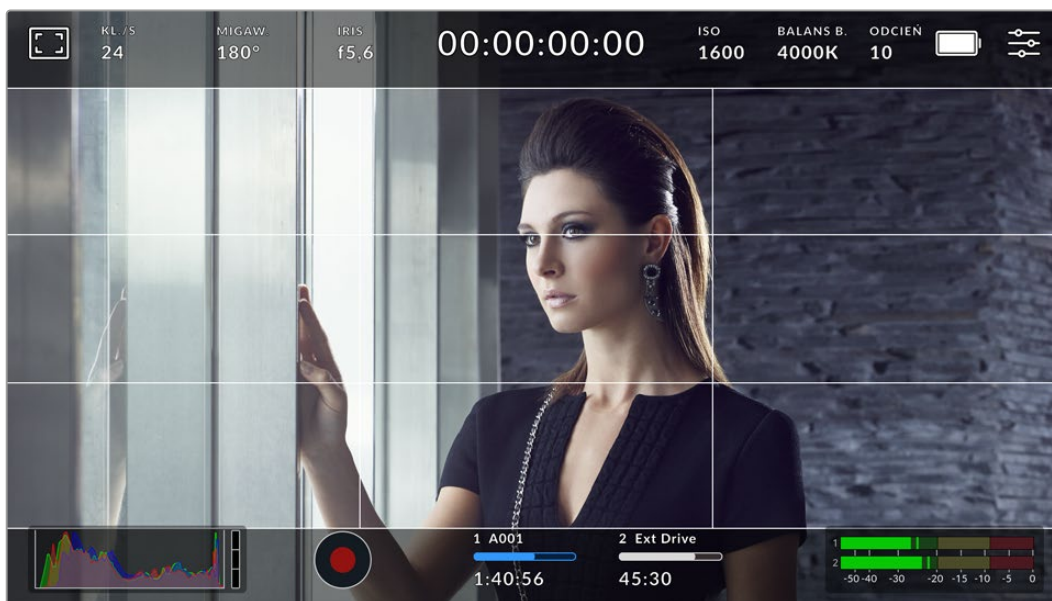 KL./S MIGAW. IRIS 00:00:00:00 ISO BALANS B. ODCIEŃ
24 180° f5,6 1600 4000K 10
1 A001 2 Ext Drive
1:40:56 45:30
1
2
-50 -40 -30 -20 -15 -10 -5 0